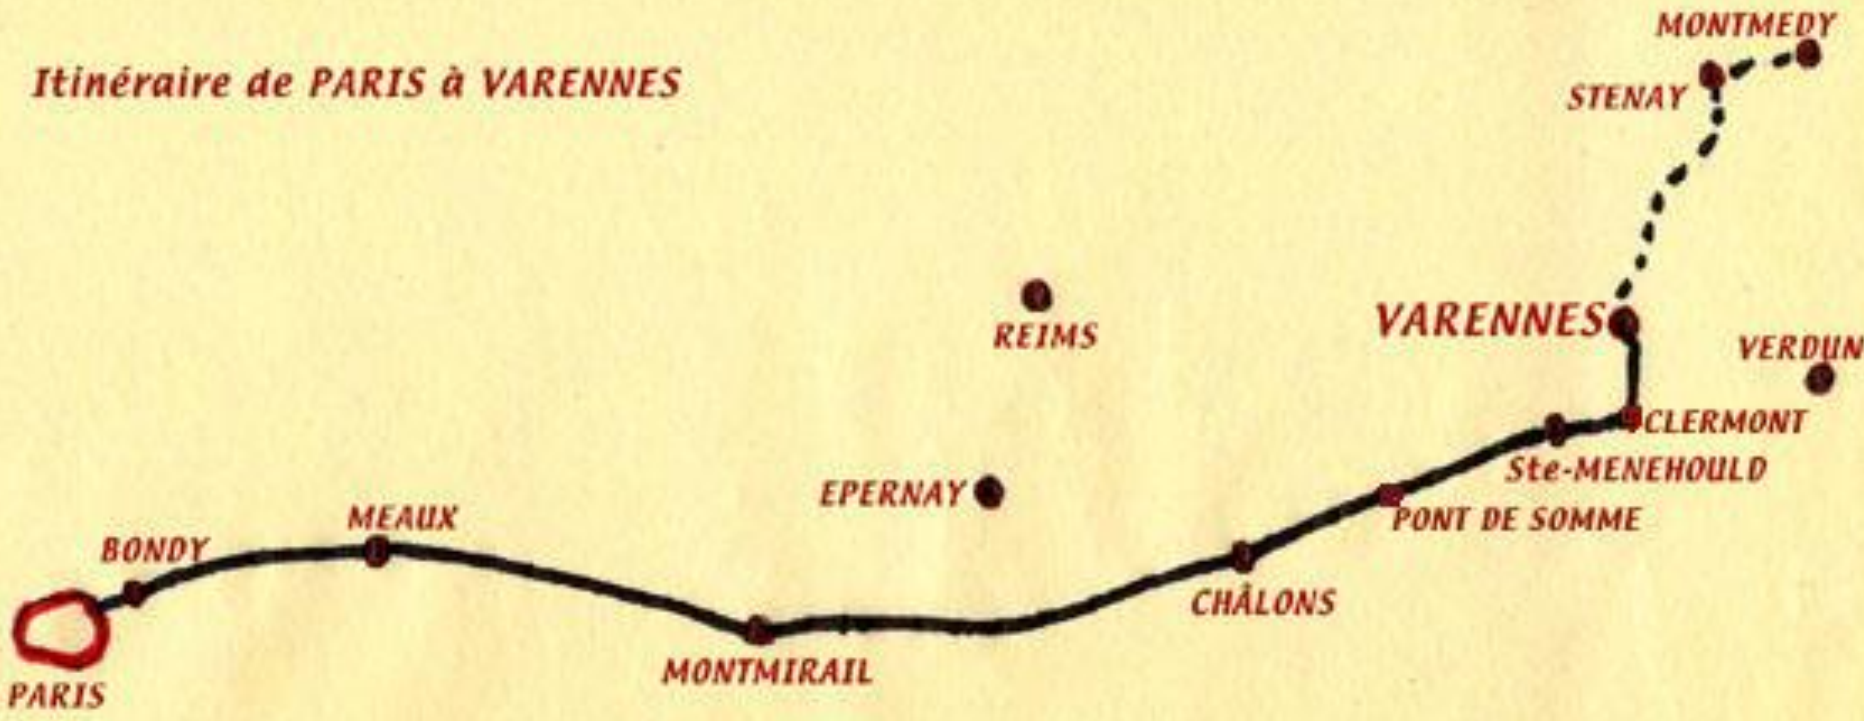 MONTMEDY
Itinéraire de PARIS à VARENNES
STENAY
VARENNES
REIMS
VERDUN
CLERMONT
Ste-MENEHOULD
EPERNAY
PONT DE SOMME
MEAUX
BONDY
CHÂLONS
MONTMIRAIL
PARIS